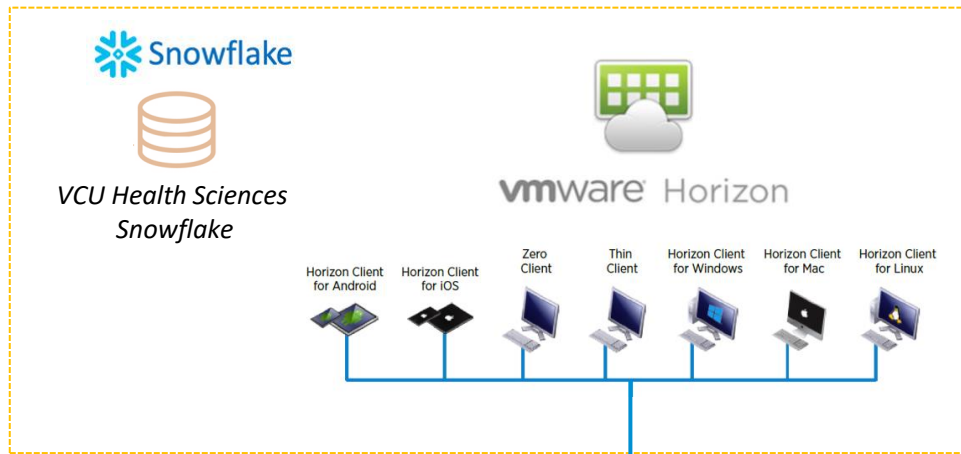 Snowflake
VCU Health Sciences
Snowflake
vmware Horizon
Horizon Client
for Android
Horizon Client
for iOS
Zero
Client
Thin
Client
Horizon Client
for Windows
Horizon Client
for Mac
Horizon Client
for Linux